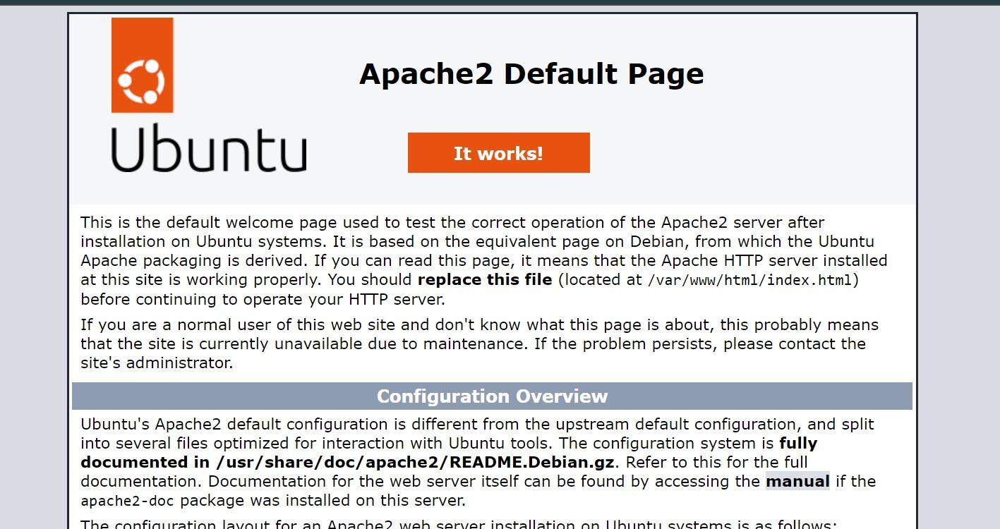 Apache2 Default Page
Ubuntu
It works!
This is the default welcome page used to test the correct operation of the Apache2 server after
installation on Ubuntu systems. It is based on the equivalent page on Debian, from which the Ubuntu
Apache packaging is derived. If you can read this page, it means that the Apache HTTP server installed
at this site is working properly. You should replace this file (located at /var/www/html/index.html)
before continuing to operate your HTTP server.
If you are a normal user of this web site and don't know what this page is about, this probably means
that the site is currently unavailable due to maintenance. If the problem persists, please contact the
site's administrator.
Configuration Overview
Ubuntu's Apache2 default configuration is different from the upstream default configuration, and split
into several files optimized for interaction with Ubuntu tools. The configuration system is fully
documented in /usr/share/doc/apache2/README.Debian.gz. Refer to this for the full
documentation. Documentation for the web server itself can be found by accessing the manual if the
apache2-doc package was installed on this server.
The configuration layout for an Apache2 web server installation on Ubuntu systems is as follows: